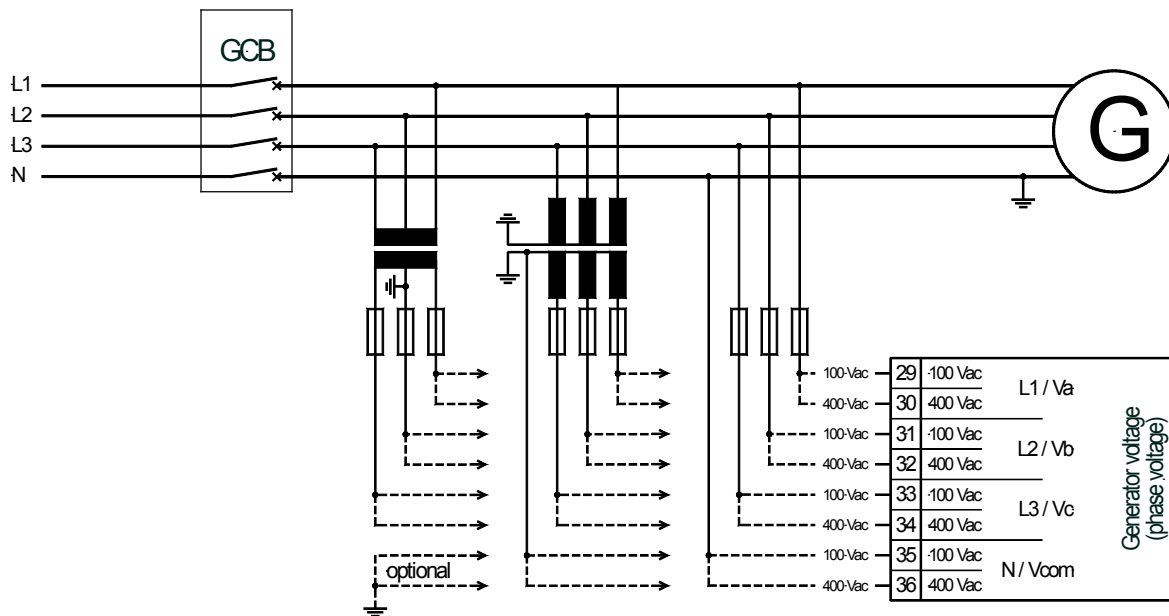 GCB
L1
L2
L3
N
G
100 Vac 29 100 Vac
L1 / Va
400 Vac 30 400 Vac
100 Vac 31 100 Vac
L2 / Vb
400 Vac 32 400 Vac
100 Vac 33 100 Vac
L3 / Vc
400 Vac 34 400 Vac
100 Vac 35 100 Vac
N / Vcom
400 Vac 36 400 Vac
optional
Generator voltage
(phase voltage)